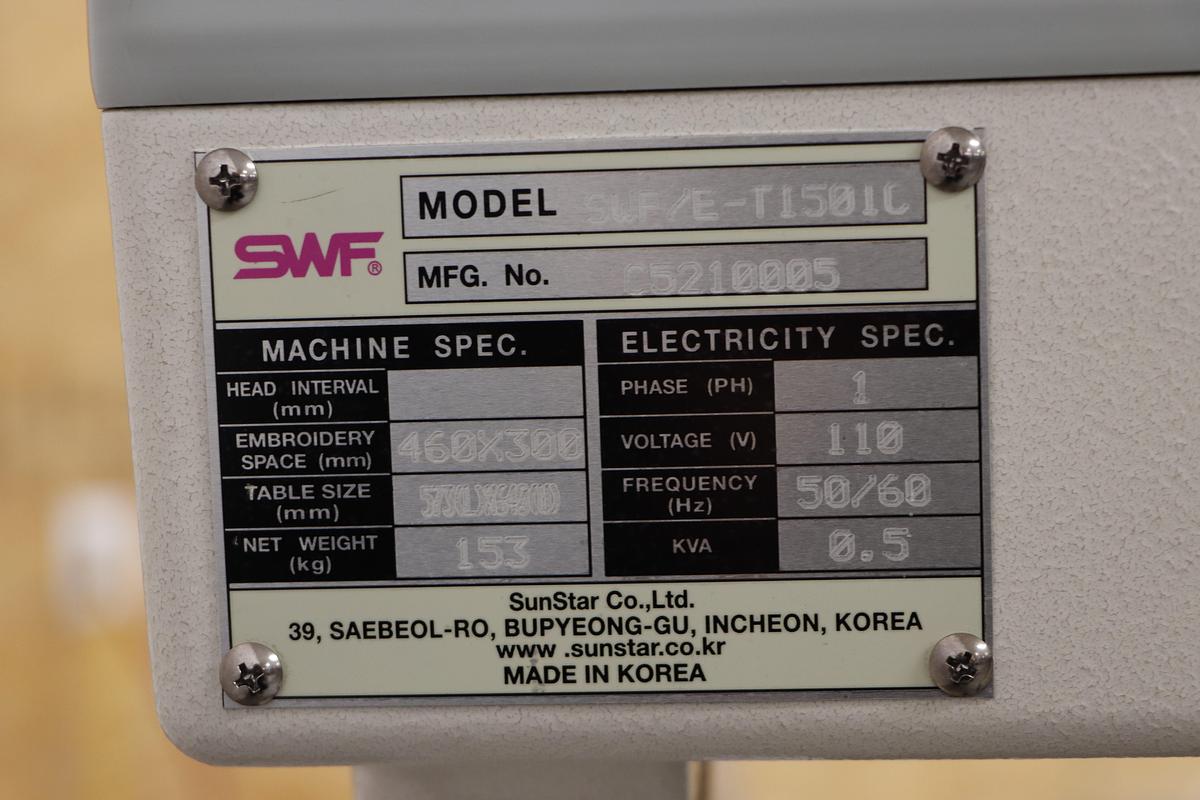 MODEL SWF/E-T1501C
SWF®
MFG. No. C5210005
MACHINE SPEC.
HEAD INTERVAL
(mm)
EMBROIDERY
SPACE (mm) 460X300
TABLE SIZE
(mm)
NET WEIGHT
(kg) 153
ELECTRICITY SPEC.
PHASE (PH) 1
VOLTAGE (V) 110
FREQUENCY
(Hz) 50/60
KVA 0.5
SunStar Co.,Ltd.
39, SAEBEOL-RO, BUPYEONG-GU, INCHEON, KOREA
www .sunstar.co.kr
MADE IN KOREA